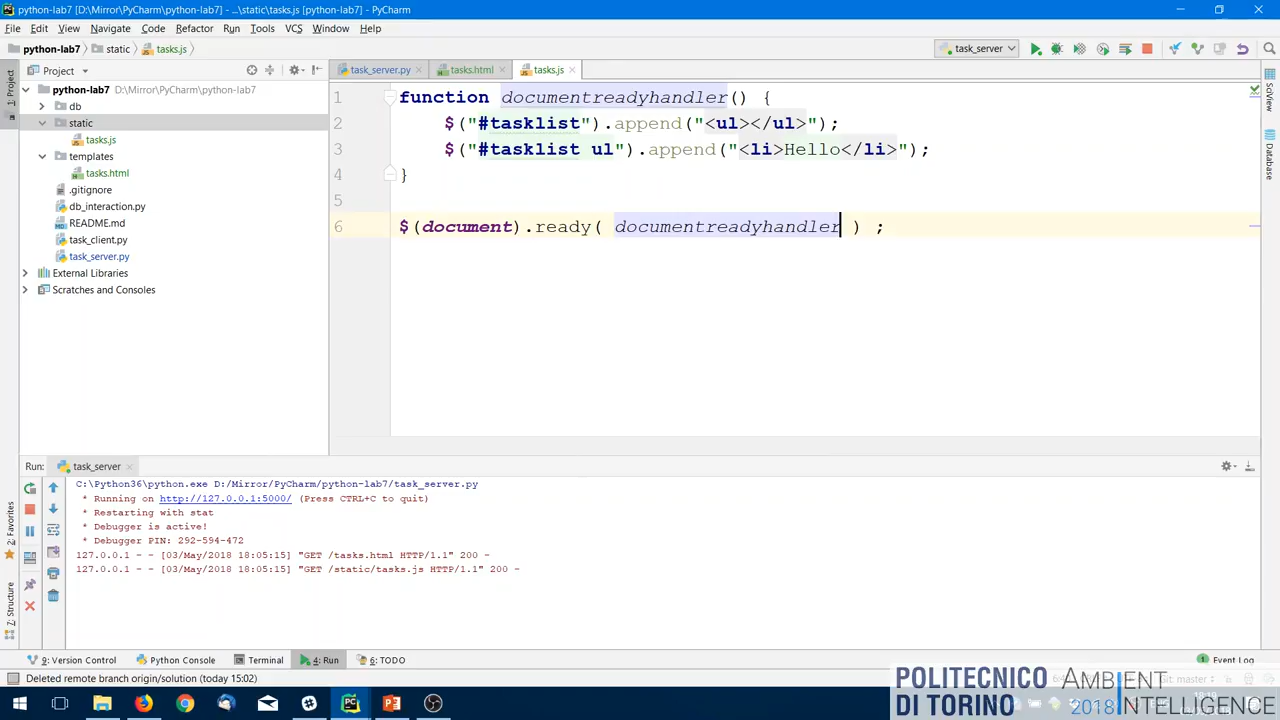 python-lab7 [D:\Mirror\PyCharm\python-lab7] - ...\static\tasks.js [python-lab7] - PyCharm
File Edit View Navigate Code Refactor Run Tools VCS Window Help
python-lab7 static tasks.js task_server
1: Project
Project
task_server.py tasks.html tasks.js
SciView
Database
python-lab7 D:\Mirror\PyCharm\python-lab7
db
static
tasks.js
templates
tasks.html
.gitignore
db_interaction.py
README.md
task_client.py
task_server.py
External Libraries
Scratches and Consoles
1 function documentreadyhandler() {
2 $("#tasklist").append("<ul></ul>");
3 $("#tasklist ul").append("<li>Hello</li>");
4 }
5
6 $(document).ready( documentreadyhandler ) ;
Run: task_server
C:\Python36\python.exe D:/Mirror/PyCharm/python-lab7/task_server.py
* Running on http://127.0.0.1:5000/ (Press CTRL+C to quit)
* Restarting with stat
* Debugger is active!
* Debugger PIN: 292-594-472
127.0.0.1 - - [03/May/2018 18:05:15] "GET /tasks.html HTTP/1.1" 200 -
127.0.0.1 - - [03/May/2018 18:05:15] "GET /static/tasks.js HTTP/1.1" 200 -
2: Favorites
7: Structure
9: Version Control Python Console Terminal 4: Run 6: TODO Event Log
Deleted remote branch origin/solution (today 15:02)
POLITECNICO
DI TORINO
AMBIENT
2018 INTELLIGENCE